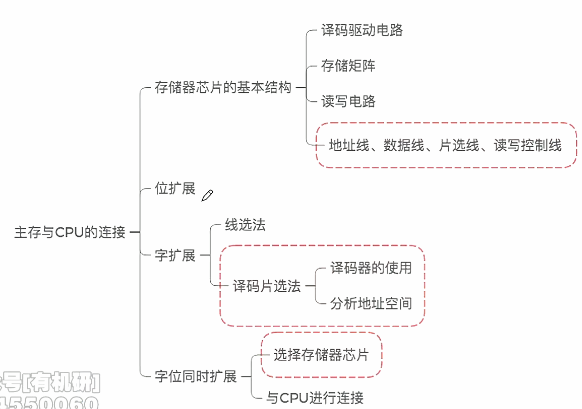 译码驱动电路
存储矩阵
存储器芯片的基本结构
读写电路
地址线、数据线、片选线、读写控制线
位扩展
主存与CPU的连接
线选法
字扩展
译码片选法
译码器的使用
分析地址空间
选择存储器芯片
字位同时扩展
与CPU进行连接
号[有机研]
1550060